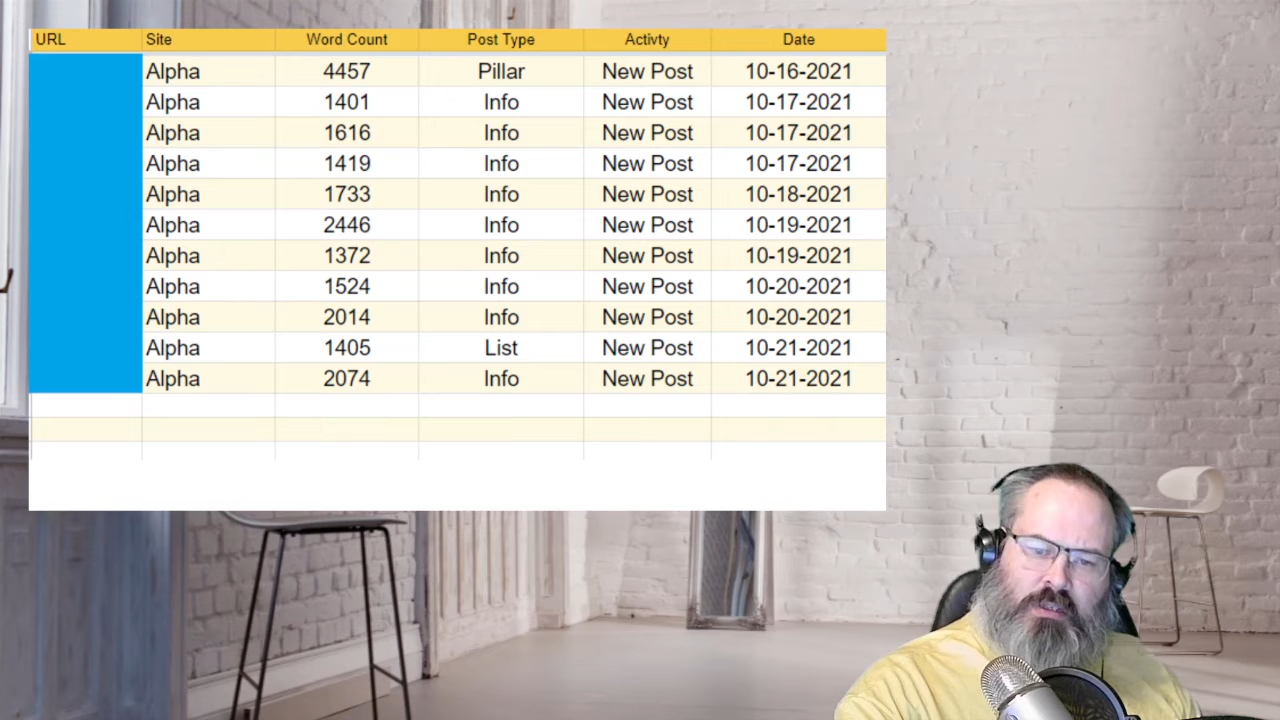 URL Site Word Count Post Type Activty Date
Alpha 4457 Pillar New Post 10-16-2021
Alpha 1401 Info New Post 10-17-2021
Alpha 1616 Info New Post 10-17-2021
Alpha 1419 Info New Post 10-17-2021
Alpha 1733 Info New Post 10-18-2021
Alpha 2446 Info New Post 10-19-2021
Alpha 1372 Info New Post 10-19-2021
Alpha 1524 Info New Post 10-20-2021
Alpha 2014 Info New Post 10-20-2021
Alpha 1405 List New Post 10-21-2021
Alpha 2074 Info New Post 10-21-2021